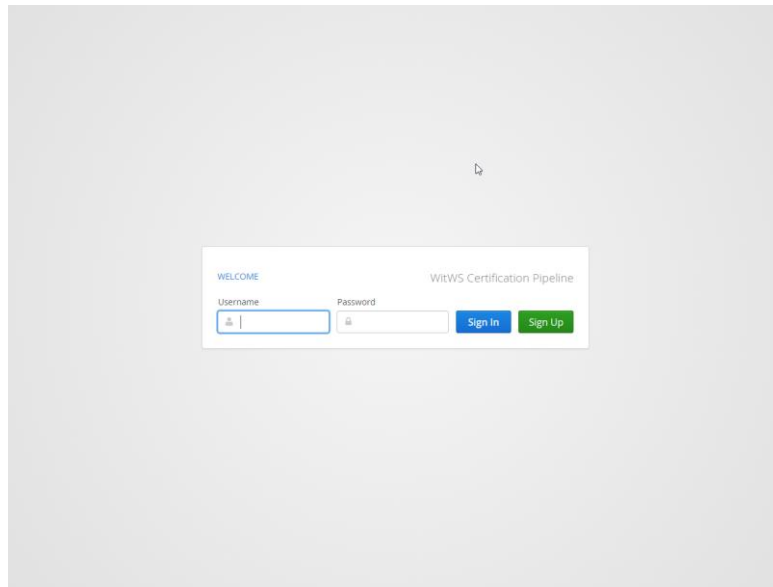 WELCOME WitWS Certification Pipeline
Username Password
Sign In Sign Up